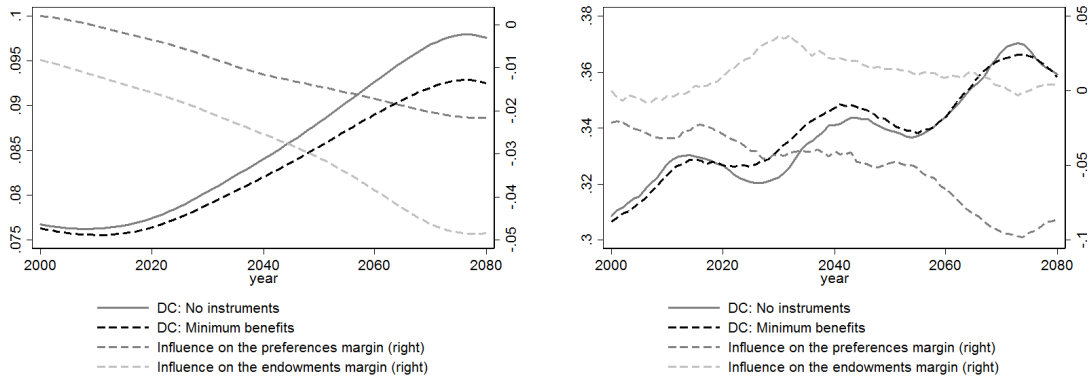 .1
.095
.09
.085
.08
.075
0
-.01
-.02
-.03
-.04
-.05
2000 2020 2040 2060 2080
year
DC: No instruments
DC: Minimum benefits
Influence on the preferences margin (right)
Influence on the endowments margin (right)
.38
.36
.34
.32
.3
.05
0
-.05
-.1
2000 2020 2040 2060 2080
year
DC: No instruments
DC: Minimum benefits
Influence on the preferences margin (right)
Influence on the endowments margin (right)